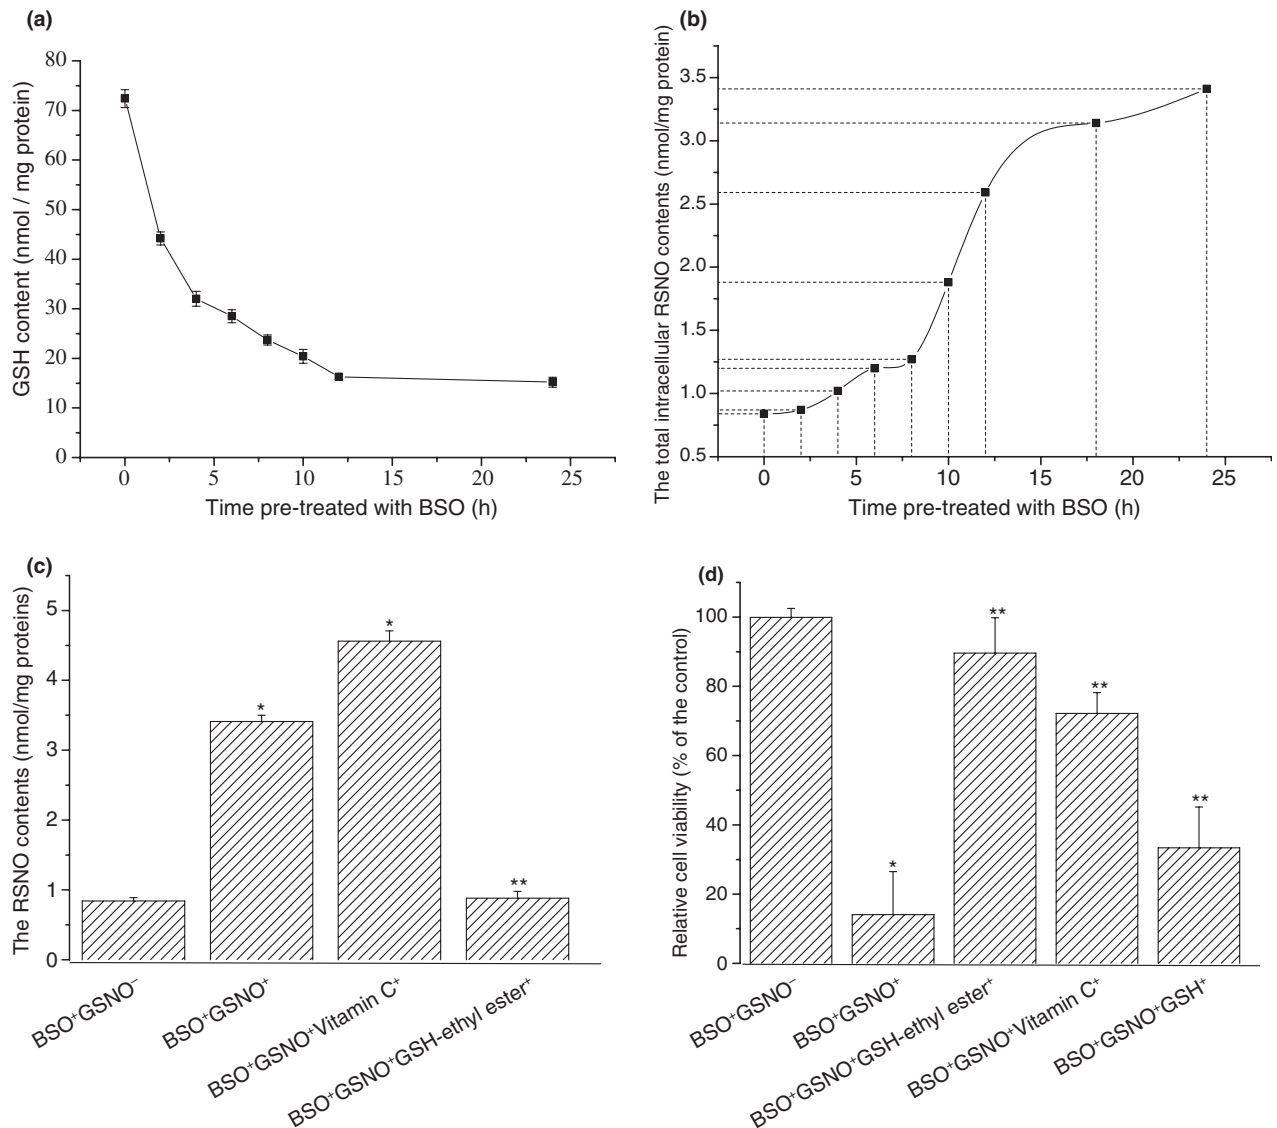 (a)
GSH content (nmol / mg protein)
80
70
60
50
40
30
20
10
0
0
5
10
15
20
25
Time pre-treated with BSO (h)
(b)
The total intracellular RSNO contents (nmol/mg protein)
3.5
3.0
2.5
2.0
1.5
1.0
0.5
0
5
10
15
20
25
Time pre-treated with BSO (h)
(c)
The RSNO contents (nmol/mg proteins)
5
4
3
2
1
0
*
*
**
BSO⁺GSNO⁻
BSO⁺GSNO⁺
BSO⁺GSNO⁺Vitamin C⁺
BSO⁺GSNO⁺GSH-ethyl ester⁺
(d)
Relative cell viability (% of the control)
100
80
60
40
20
0
*
**
**
**
BSO⁺GSNO⁻
BSO⁺GSNO⁺
BSO⁺GSNO⁺GSH-ethyl ester⁺
BSO⁺GSNO⁺Vitamin C⁺
BSO⁺GSNO⁺GSH⁺